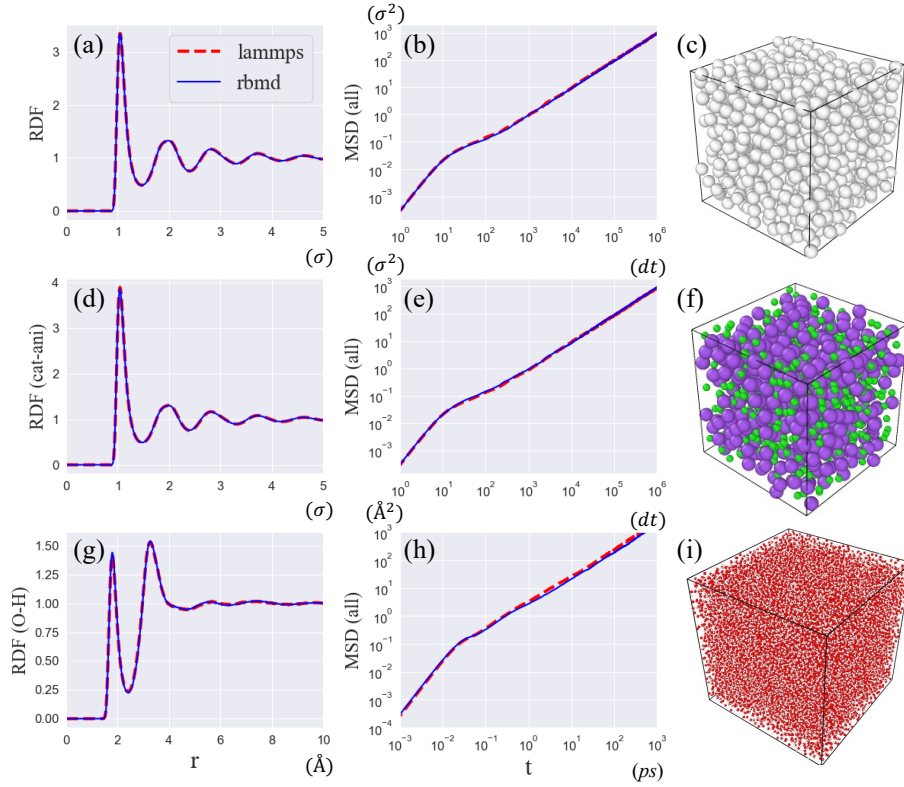 (a)
RDF
3
2
1
0
0 1 2 3 4 5
(σ)
lammps
rbmd
(b)
(σ²)
MSD (all)
10³
10²
10¹
10⁰
10⁻¹
10⁻²
10⁻³
10⁰ 10¹ 10² 10³ 10⁴ 10⁵ 10⁶
(dt)
(c)
(d)
RDF (cat-ani)
4
3
2
1
0
0 1 2 3 4 5
(σ)
(e)
(σ²)
MSD (all)
10³
10²
10¹
10⁰
10⁻¹
10⁻²
10⁻³
10⁰ 10¹ 10² 10³ 10⁴ 10⁵ 10⁶
(dt)
(f)
(g)
RDF (O-H)
1.50
1.25
1.00
0.75
0.50
0.25
0.00
0 2 4 6 8 10
r
(Å)
(h)
(Å²)
MSD (all)
10³
10²
10¹
10⁰
10⁻¹
10⁻²
10⁻³
10⁻⁴
10⁻³ 10⁻² 10⁻¹ 10⁰ 10¹ 10² 10³
t
(ps)
(i)